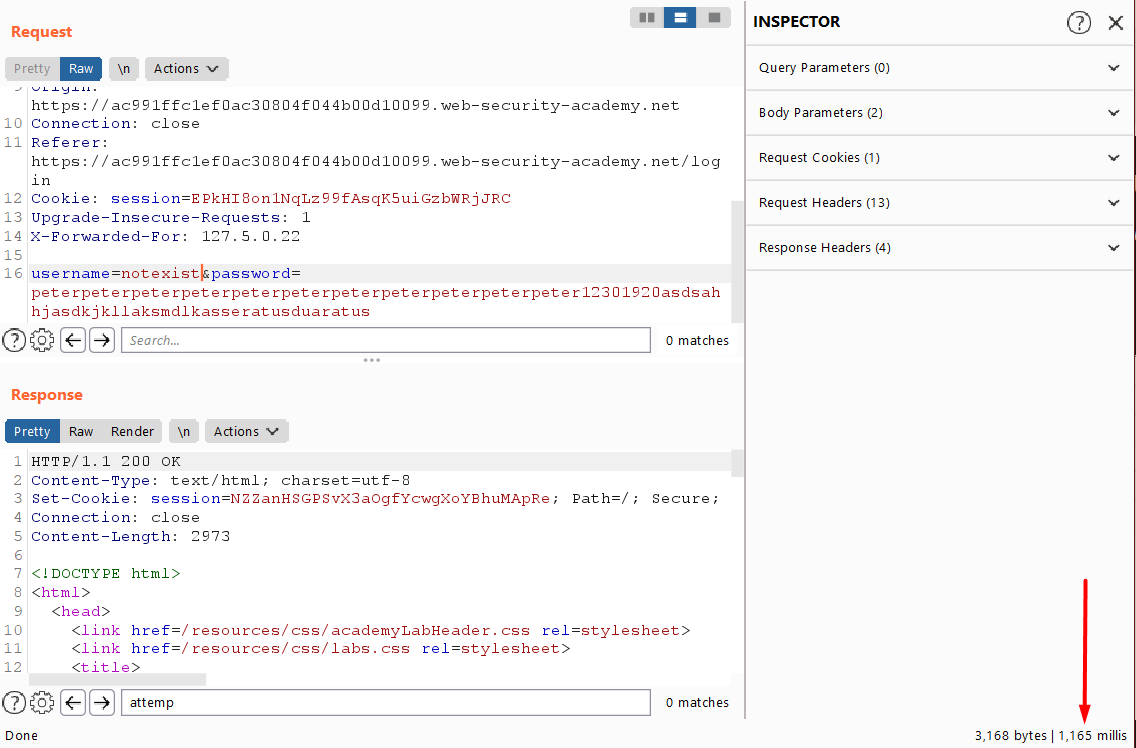 Request
Pretty Raw \n Actions
9 Origin:
https://ac991ffc1ef0ac30804f044b00d10099.web-security-academy.net
10 Connection: close
11 Referer:
https://ac991ffc1ef0ac30804f044b00d10099.web-security-academy.net/log
in
12 Cookie: session=EPkHI8on1NqLz99fAsqK5uiGzbWRjJRC
13 Upgrade-Insecure-Requests: 1
14 X-Forwarded-For: 127.5.0.22
15
16 username=notexist&password=
peterpeterpeterpeterpeterpeterpeterpeterpeterpeterpeter12301920asdsah
hjasdkjkllaksmdlkasseratusduaratus
Search... 0 matches
Response
Pretty Raw Render \n Actions
1 HTTP/1.1 200 OK
2 Content-Type: text/html; charset=utf-8
3 Set-Cookie: session=NZZanHSGPSvX3aOgfYcwgXoYBhuMApRe; Path=/; Secure;
4 Connection: close
5 Content-Length: 2973
6
7 <!DOCTYPE html>
8 <html>
9 <head>
10 <link href=/resources/css/academyLabHeader.css rel=stylesheet>
11 <link href=/resources/css/labs.css rel=stylesheet>
12 <title>
attemp 0 matches
Done
INSPECTOR
Query Parameters (0)
Body Parameters (2)
Request Cookies (1)
Request Headers (13)
Response Headers (4)
3,168 bytes | 1,165 millis